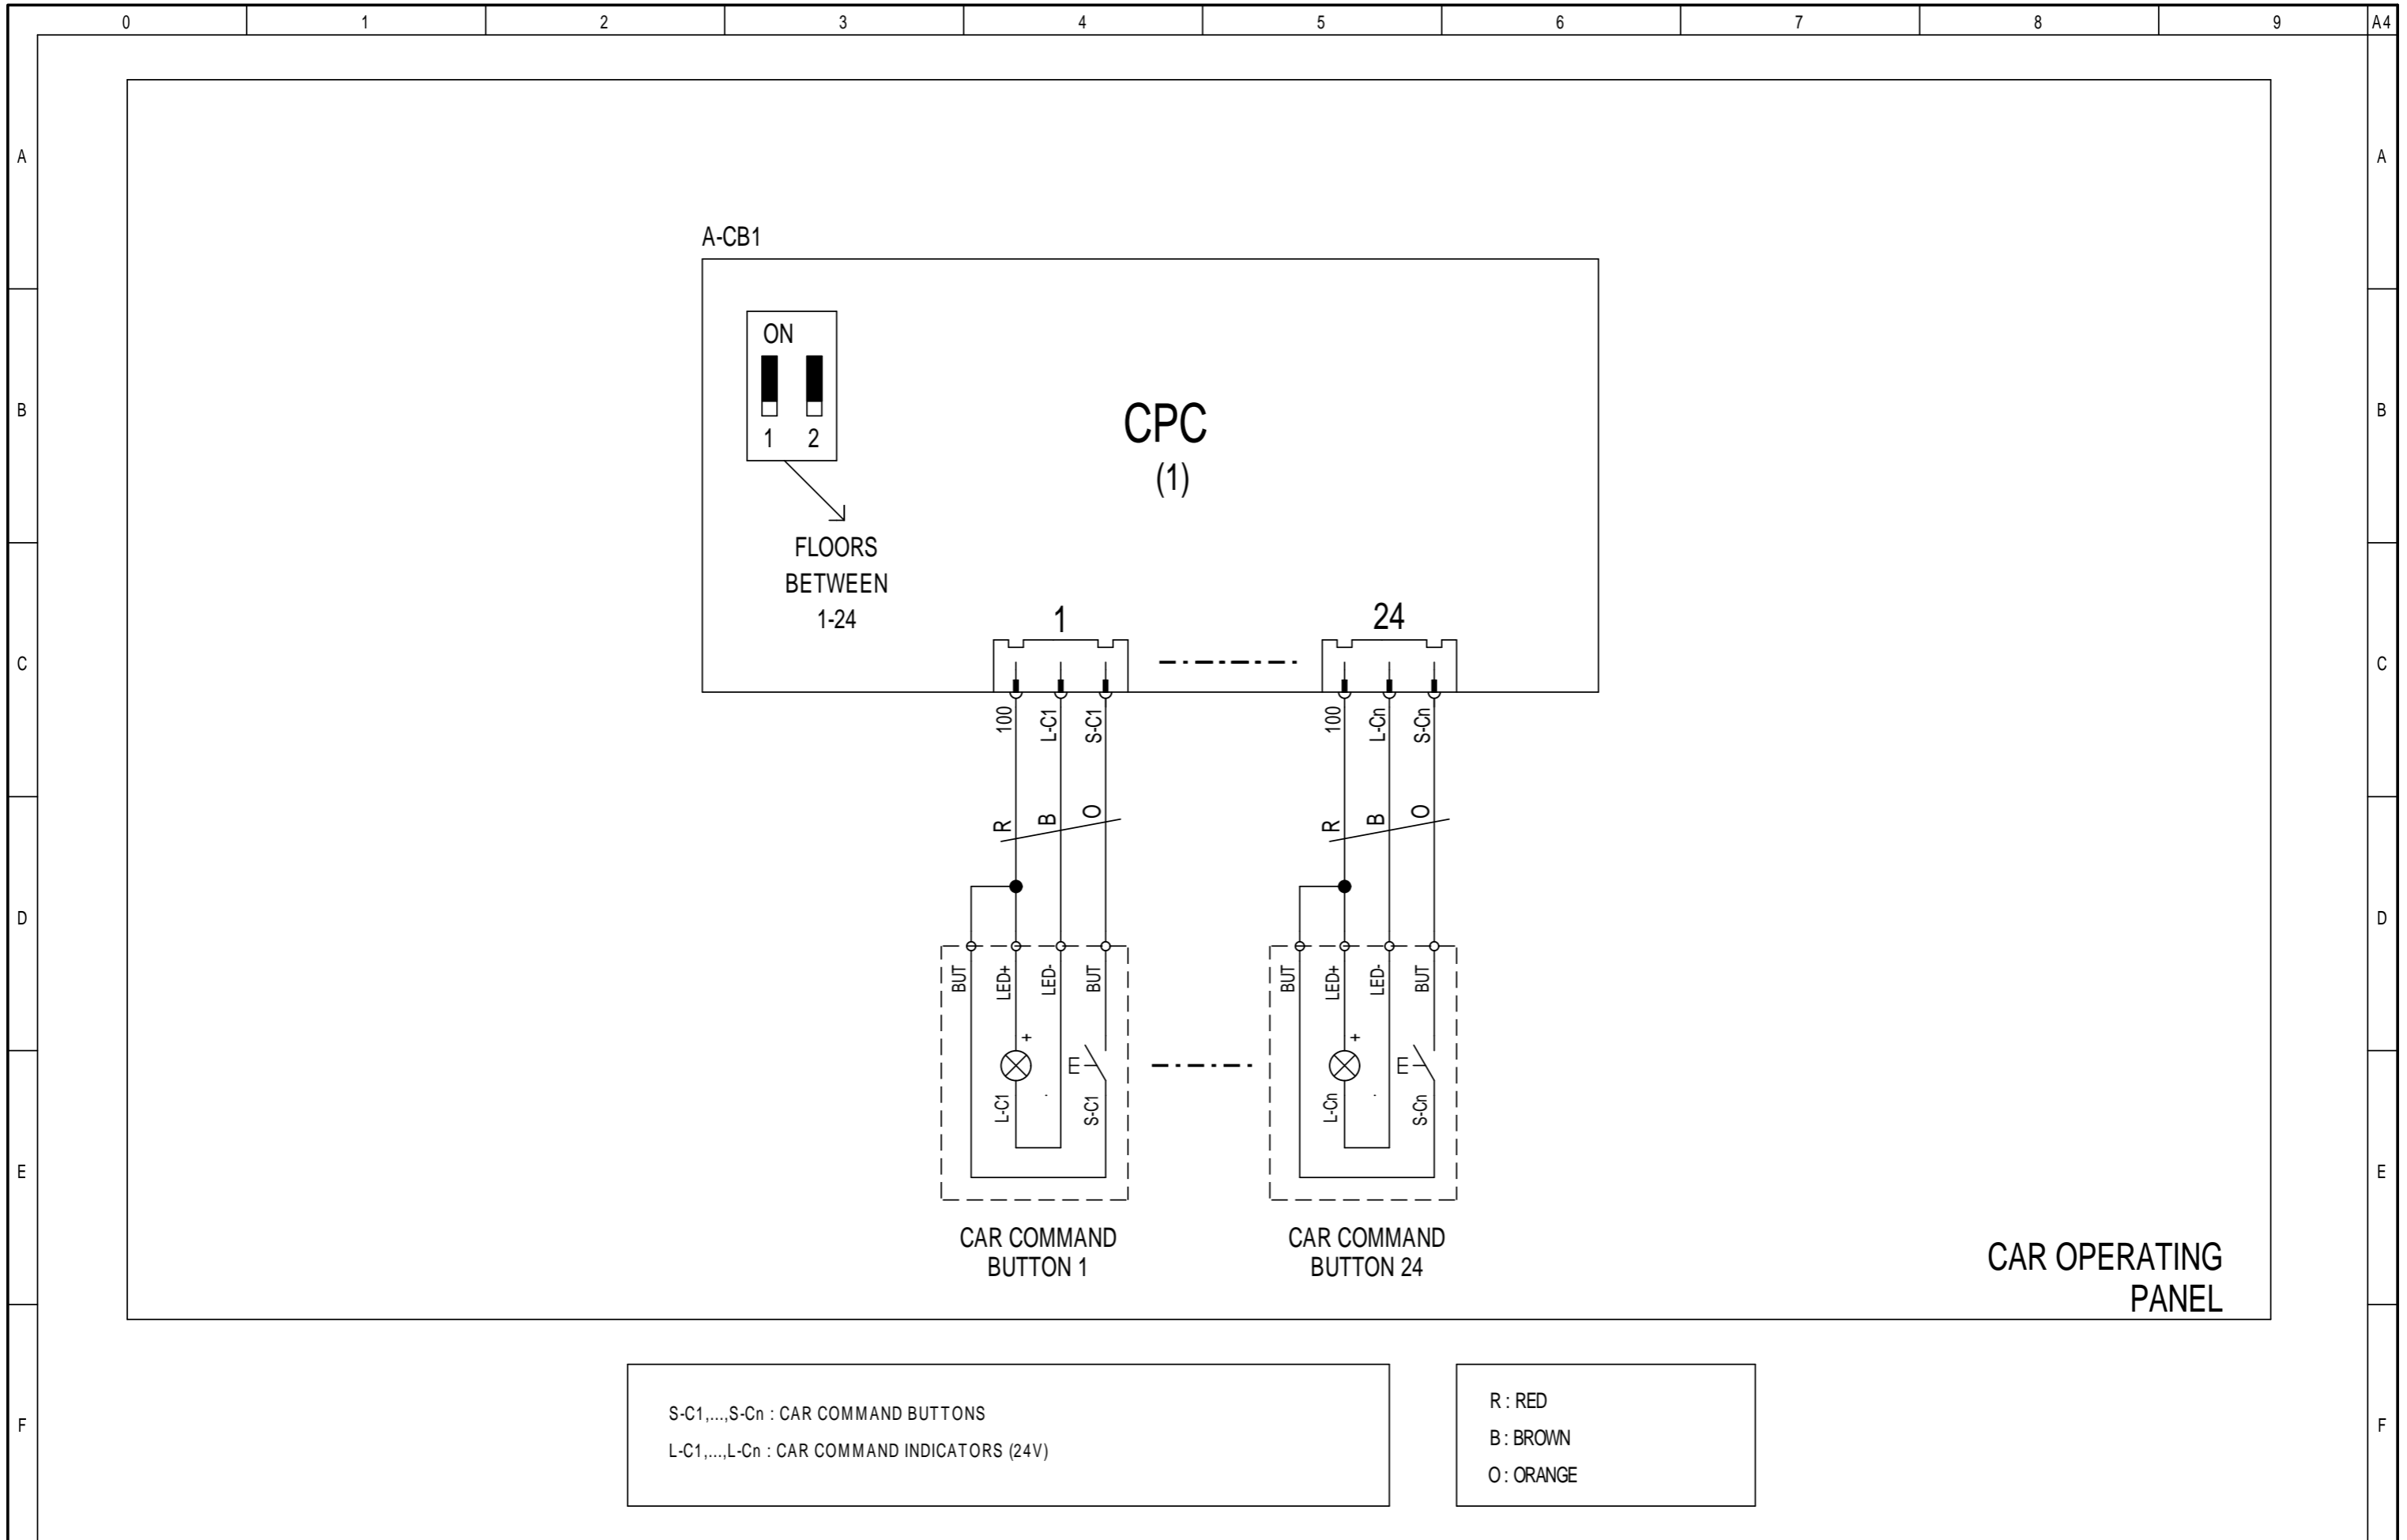 0 1 2 3 4 5 6 7 8 9 A4
A A
A-CB1
ON
1 2
B B
CPC
(1)
FLOORS
BETWEEN
1-24
1 24
C C
100 L-C1 S-C1 100 L-Cn S-Cn
R B O R B O
D D
BUT LED+ LED- BUT BUT LED+ LED- BUT
+ +
L-C1 S-C1 L-Cn S-Cn
E E
CAR COMMAND
BUTTON 1
CAR COMMAND
BUTTON 24
CAR OPERATING
PANEL
F F
S-C1,...,S-Cn : CAR COMMAND BUTTONS
L-C1,...,L-Cn : CAR COMMAND INDICATORS (24V)
R : RED
B : BROWN
O : ORANGE